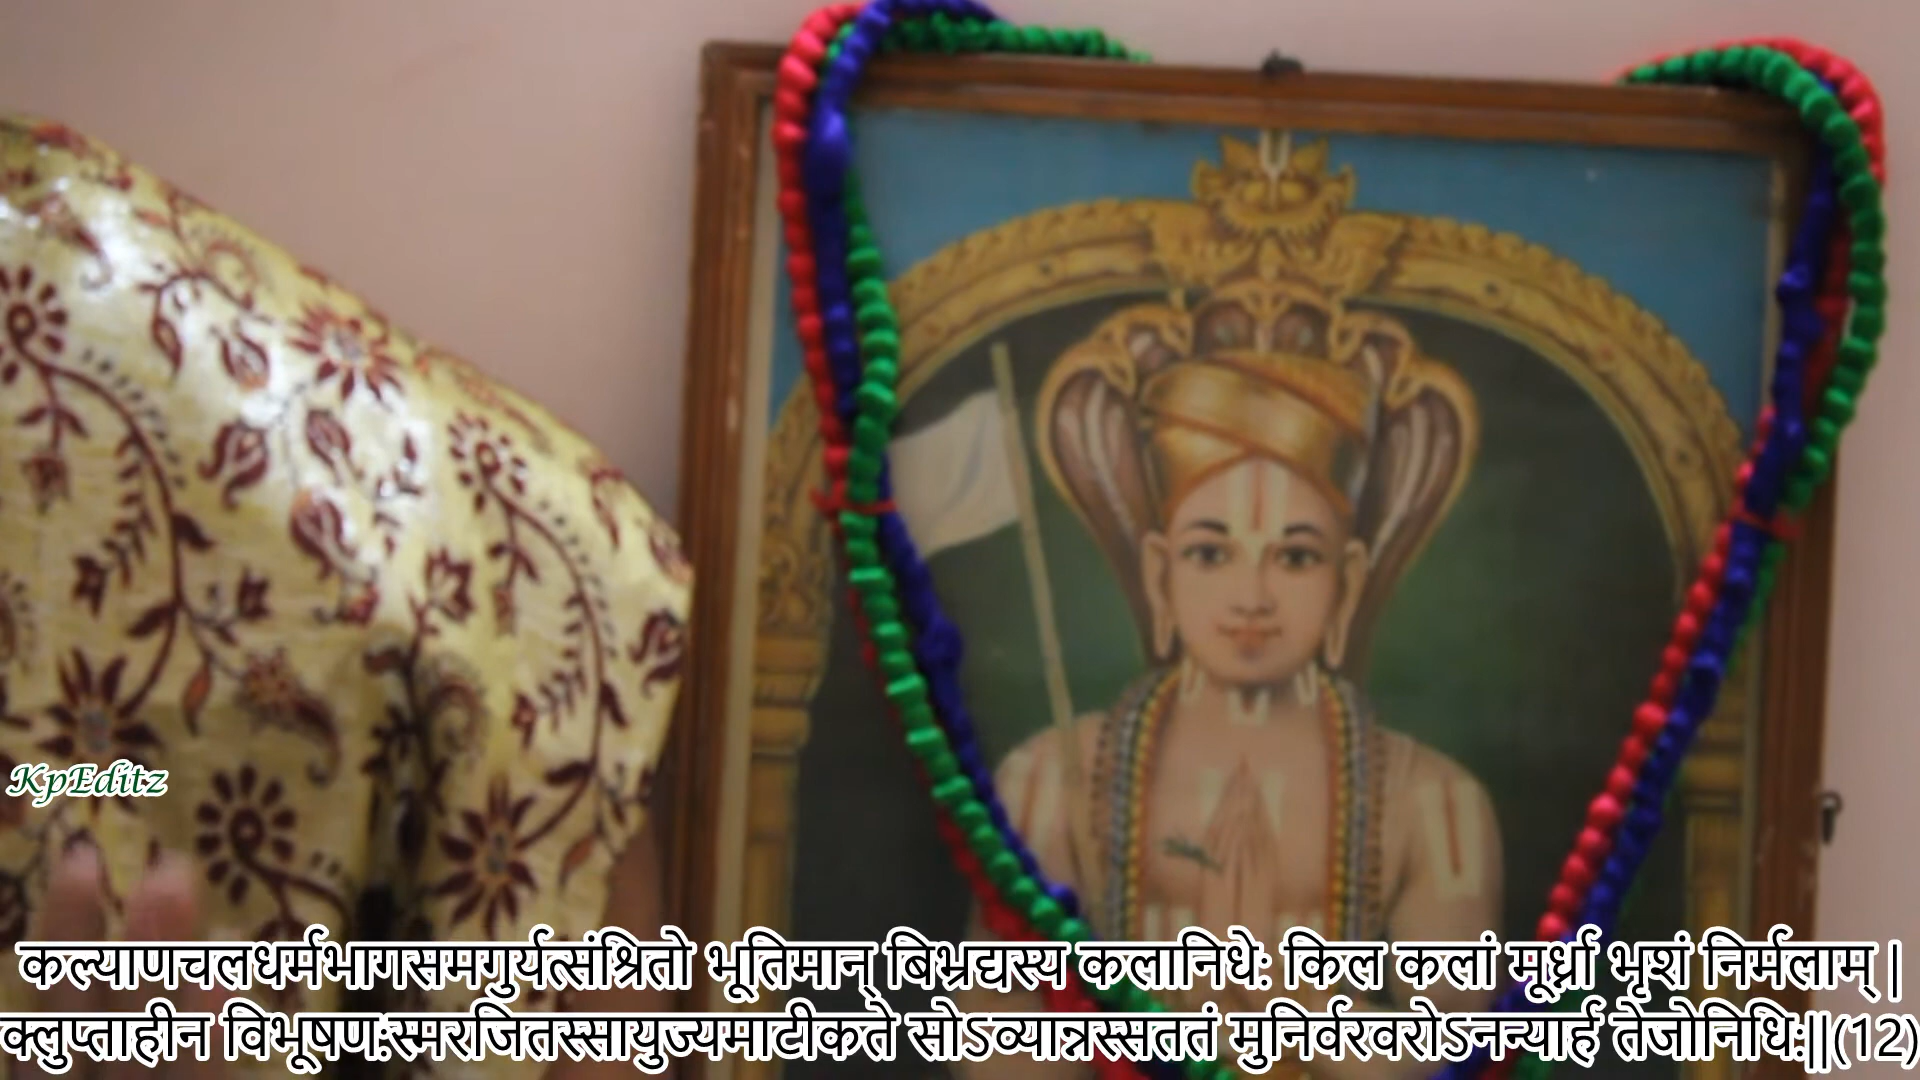 KpEditz
कल्याणचलधर्मभागसमगुर्यत्संश्रितो भूतिमान् बिभ्रद्यस्य कलानिधे: किल कलां मूर्ध्ना भृशं निर्मलाम् |
क्लुप्ताहीन विभूषण:स्मरजितस्सायुज्यमाटीकते सोऽव्यान्नस्सततं मुनिर्वरवरोऽनन्यार्ह तेजोनिधि:||(12)